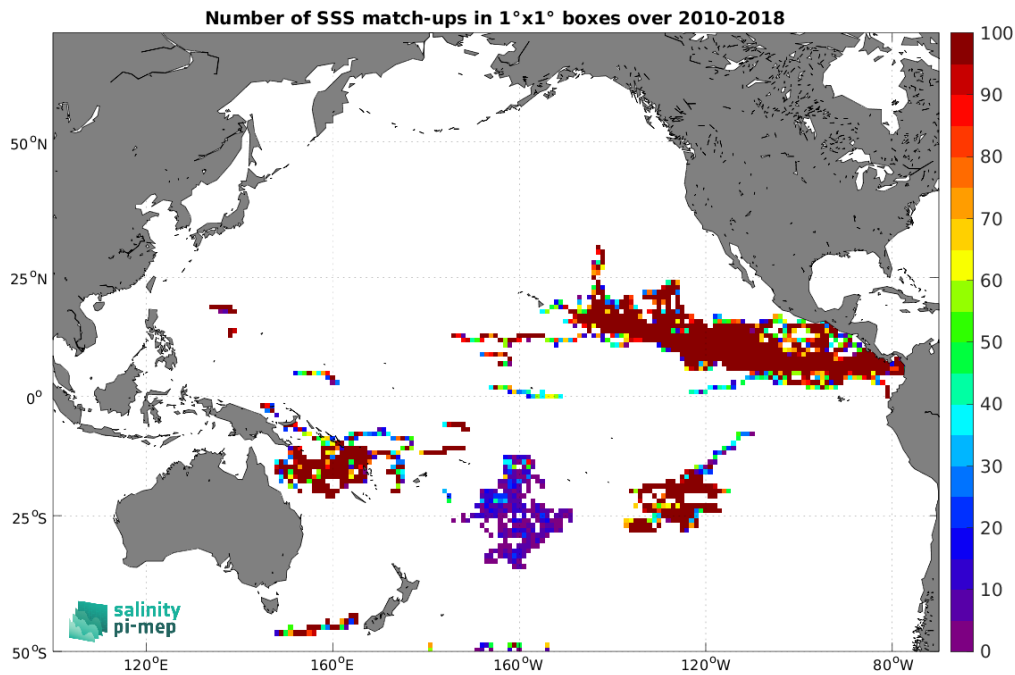 Number of SSS match-ups in 1°x1° boxes over 2010-2018
50°N
25°N
0°
25°S
50°S
120°E
160°E
160°W
120°W
80°W
100
90
80
70
60
50
40
30
20
10
0
salinity
pi-mep